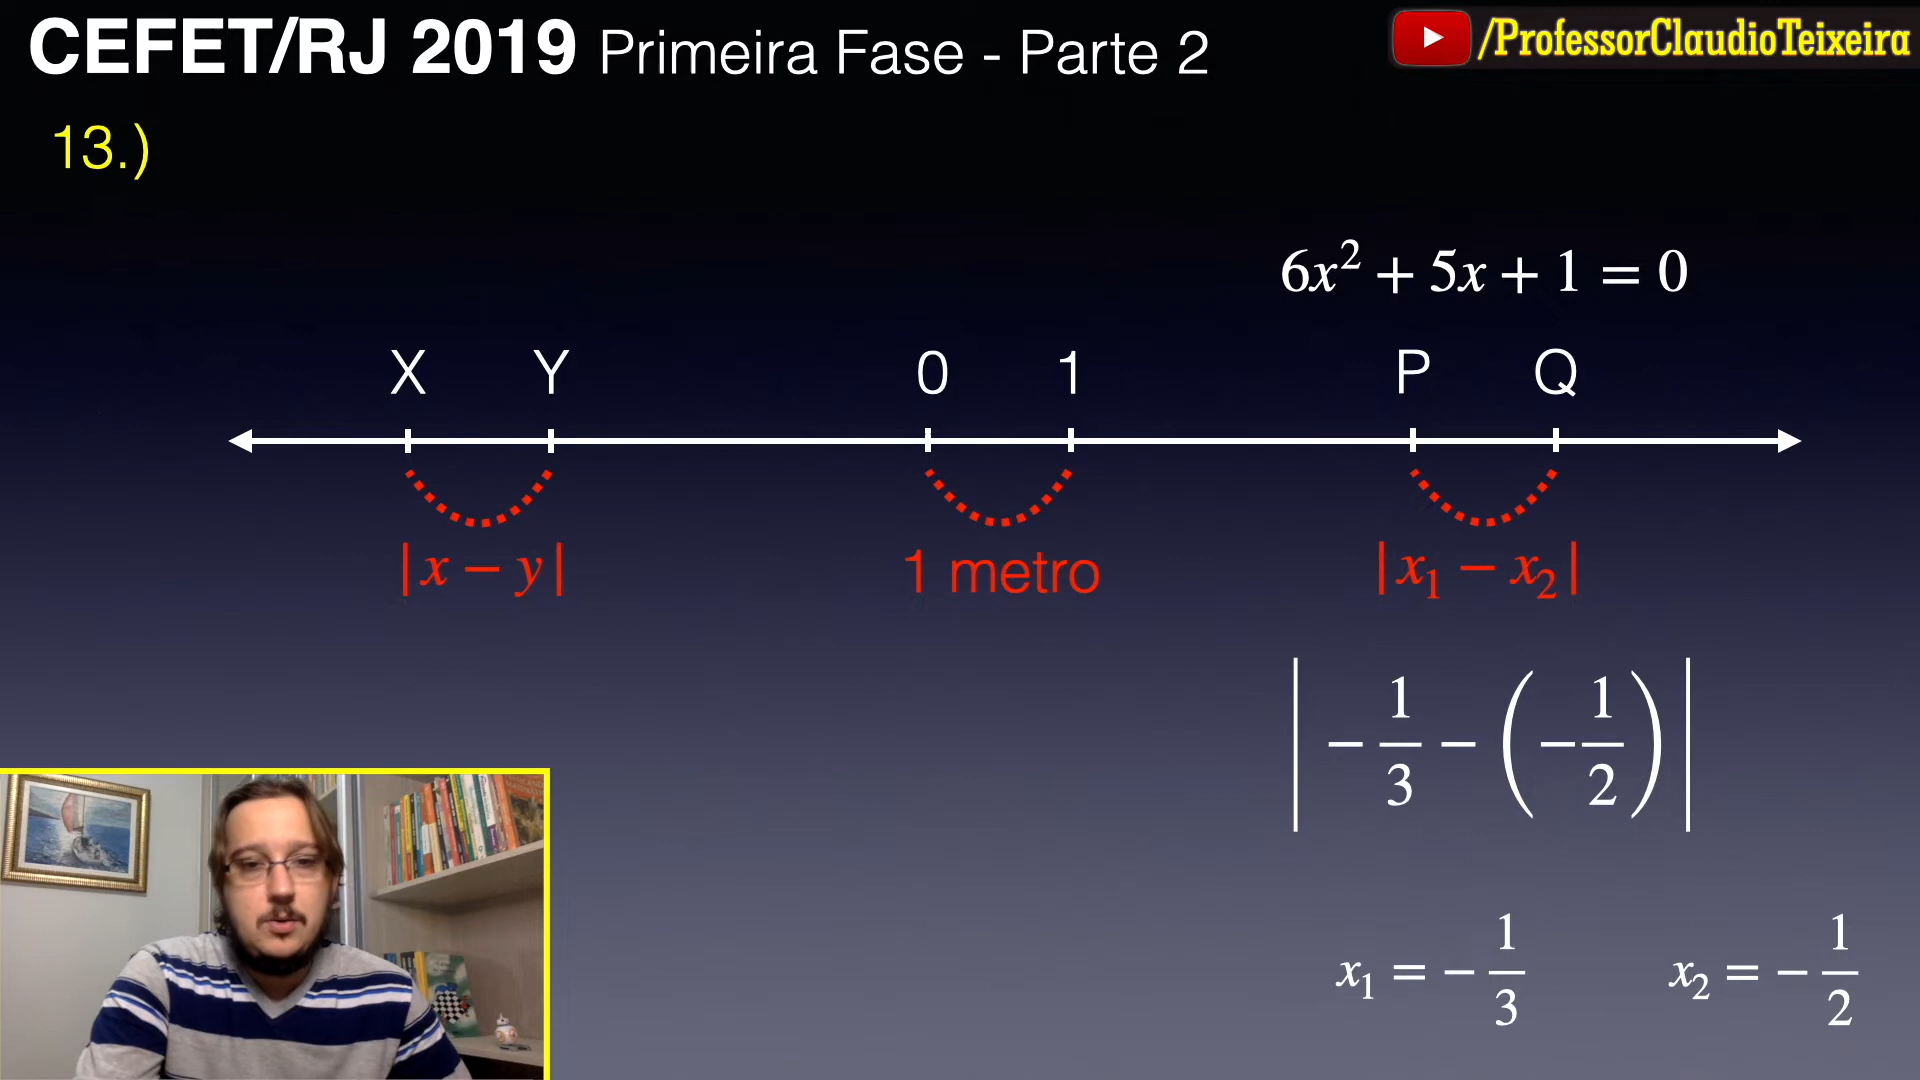 CEFET/RJ 2019 Primeira Fase - Parte 2
/ProfessorClaudioTeixeira
13.)
6x² + 5x + 1 = 0
X Y 0 1 P Q
|x − y| 1 metro |x₁ − x₂|
|−1/3 − (−1/2)|
x₁ = −1/3 x₂ = −1/2